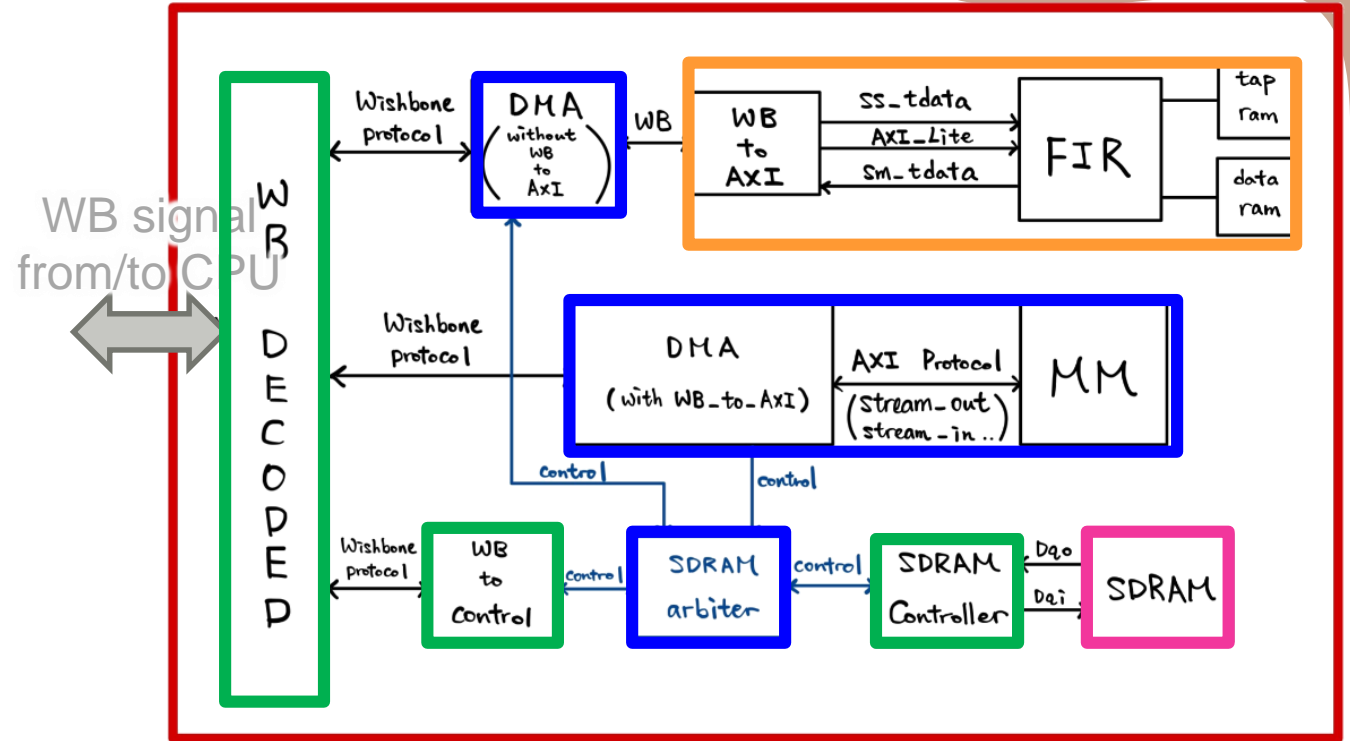 WB signal
from/to CPU
W
B
D
E
C
O
D
E
D
Wishbone
protocol
DMA
(without
WB
to
AXI)
WB
WB
to
AXI
ss_tdata
AXI_Lite
Sm_tdata
FIR
tap
ram
data
ram
Wishbone
protocol
DMA
(with WB_to_AXI)
AXI Protocol
(stream_out
stream_in..)
MM
control
control
Wishbone
protocol
WB
to
control
control
SDRAM
arbiter
control
SDRAM
Controller
Dqo
Dqi
SDRAM